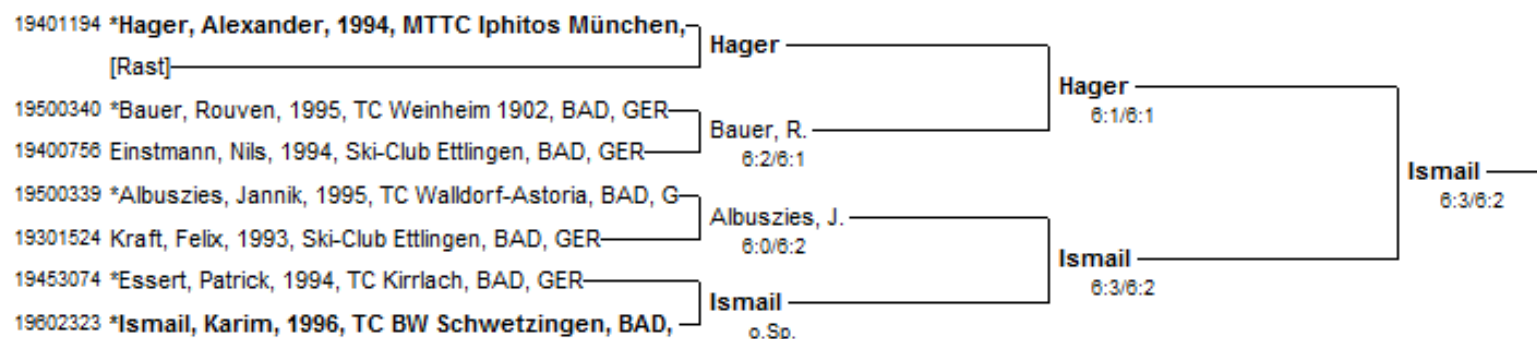 19401194 *Hager, Alexander, 1994, MTTC Iphitos München,
[Rast]
19500340 *Bauer, Rouven, 1995, TC Weinheim 1902, BAD, GER
19400756 Einstmann, Nils, 1994, Ski-Club Ettlingen, BAD, GER
19500339 *Albuszies, Jannik, 1995, TC Walldorf-Astoria, BAD, G
19301524 Kraft, Felix, 1993, Ski-Club Ettlingen, BAD, GER
19453074 *Essert, Patrick, 1994, TC Kirrlach, BAD, GER
19602323 *Ismail, Karim, 1996, TC BW Schwetzingen, BAD,
Hager
Bauer, R.
6:2/6:1
Albuszies, J.
6:0/6:2
Ismail
o.Sp.
Hager
6:1/6:1
Ismail
6:3/6:2
Ismail
6:3/6:2